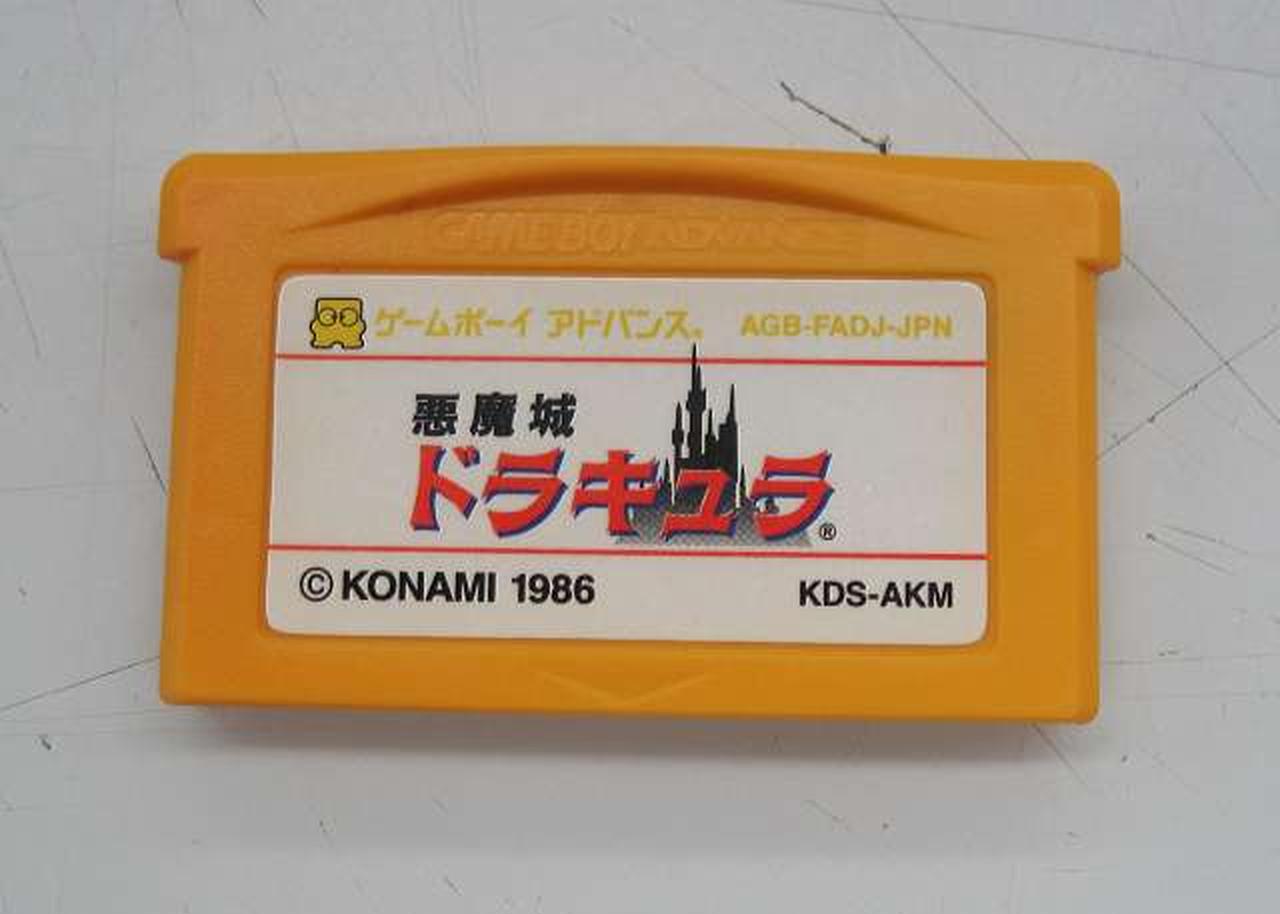 GAME BOY ADVANCE
ゲームボーイ アドバンス。 AGB-FADJ-JPN
悪魔城
ドラキュラ®
©KONAMI 1986 KDS-AKM